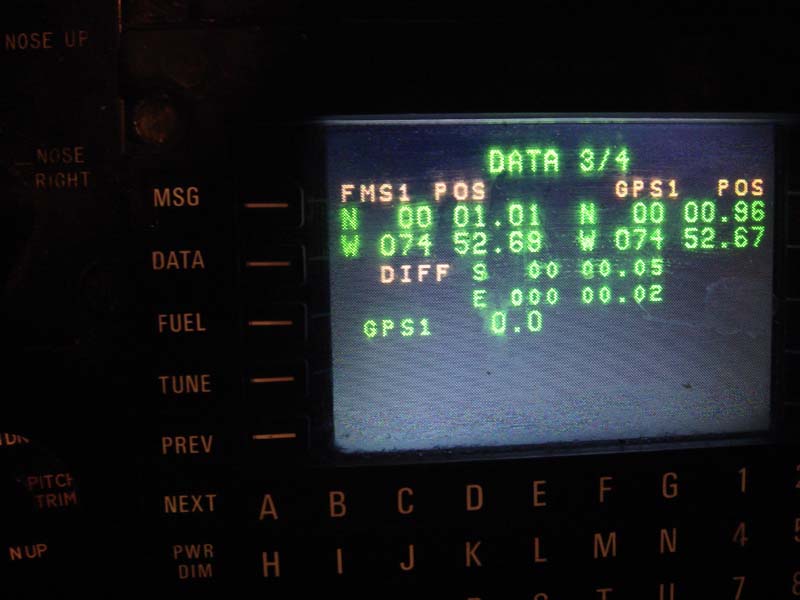 NOSE UP
NOSE
RIGHT
MSG
DATA
FUEL
TUNE
PREV
NEXT
PWR
DIM
DATA 3/4
FMS1 POS GPS1 POS
N 00 01.01 N 00 00.96
W 074 52.69 W 074 52.67
DIFF S 00 00.05
E 000 00.02
GPS1 0.0
PITCH
TRIM
N UP
A B C D E F G 1
H I J K L M N 4